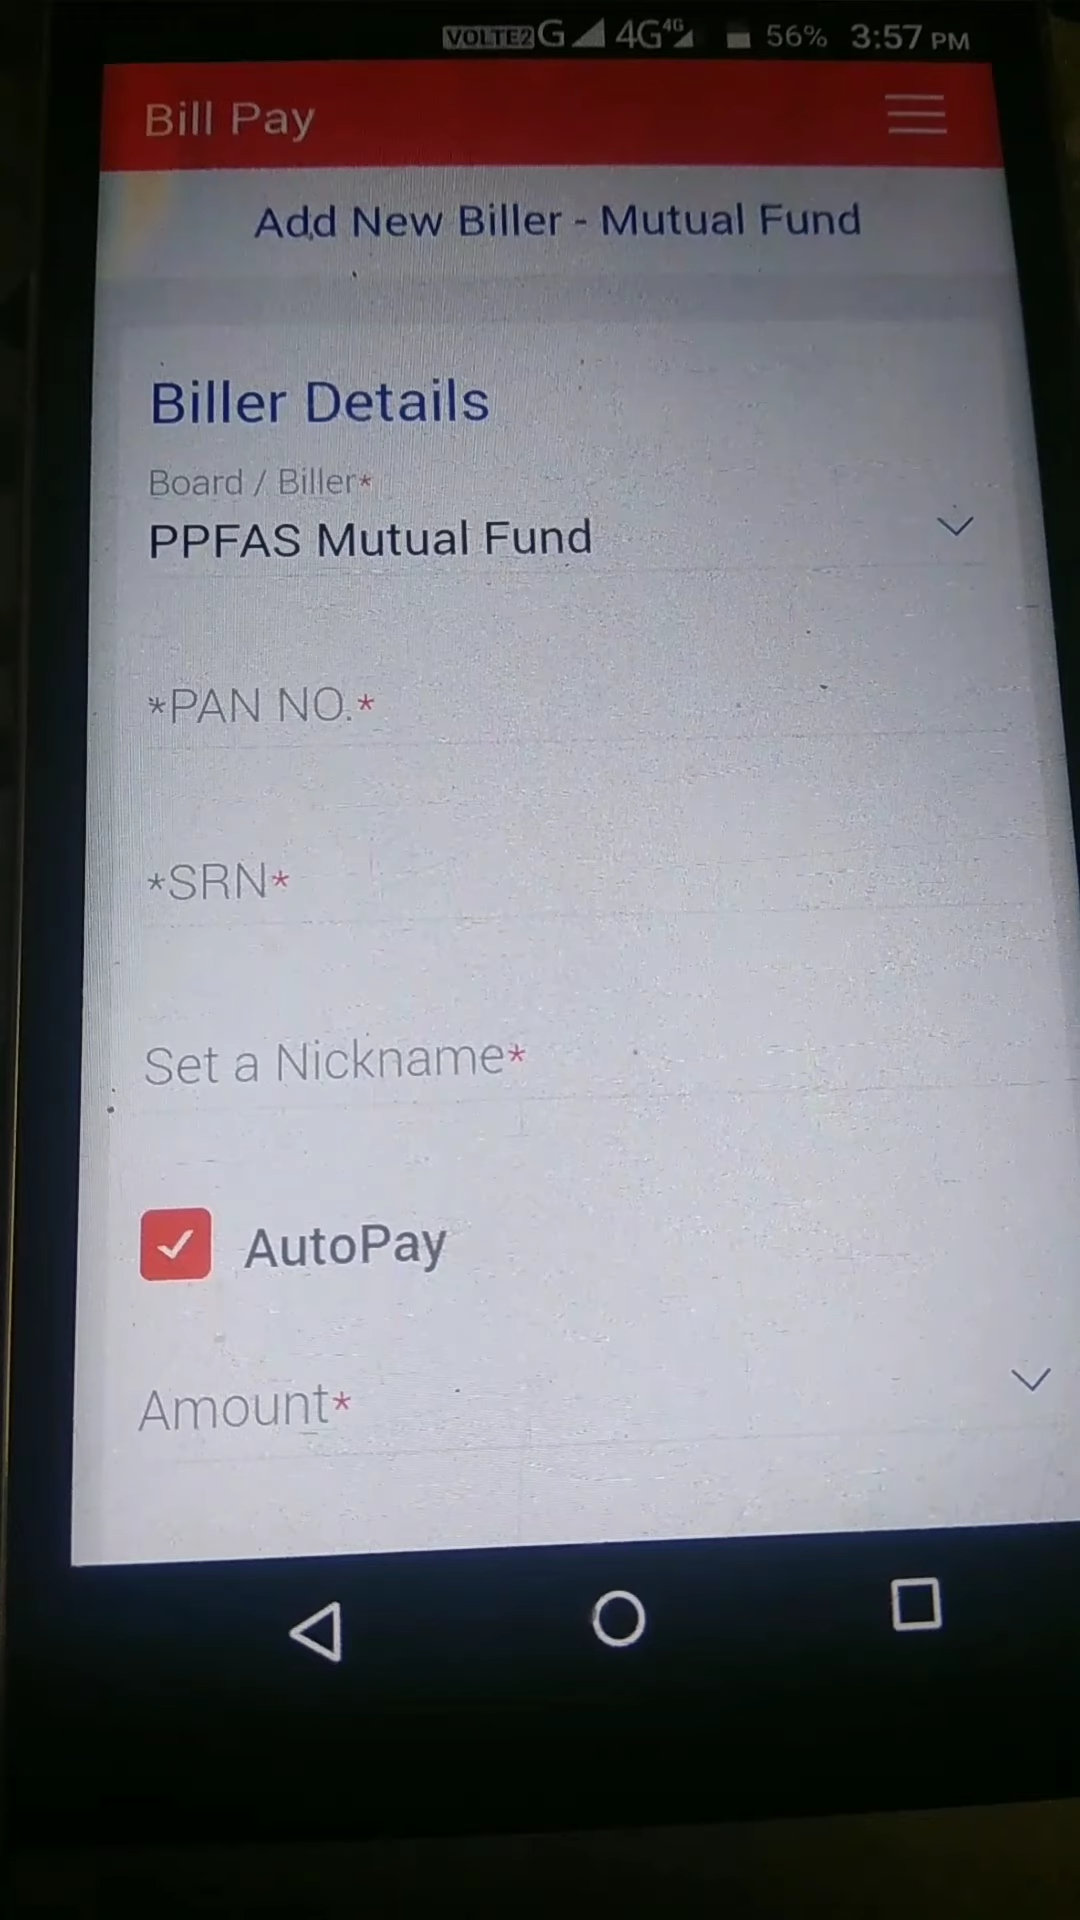 VOLTE2 G 4G 4G 56% 3:57 PM
Bill Pay
Add New Biller - Mutual Fund
Biller Details
Board / Biller*
PPFAS Mutual Fund
*PAN NO.*
*SRN*
Set a Nickname*
AutoPay
Amount*